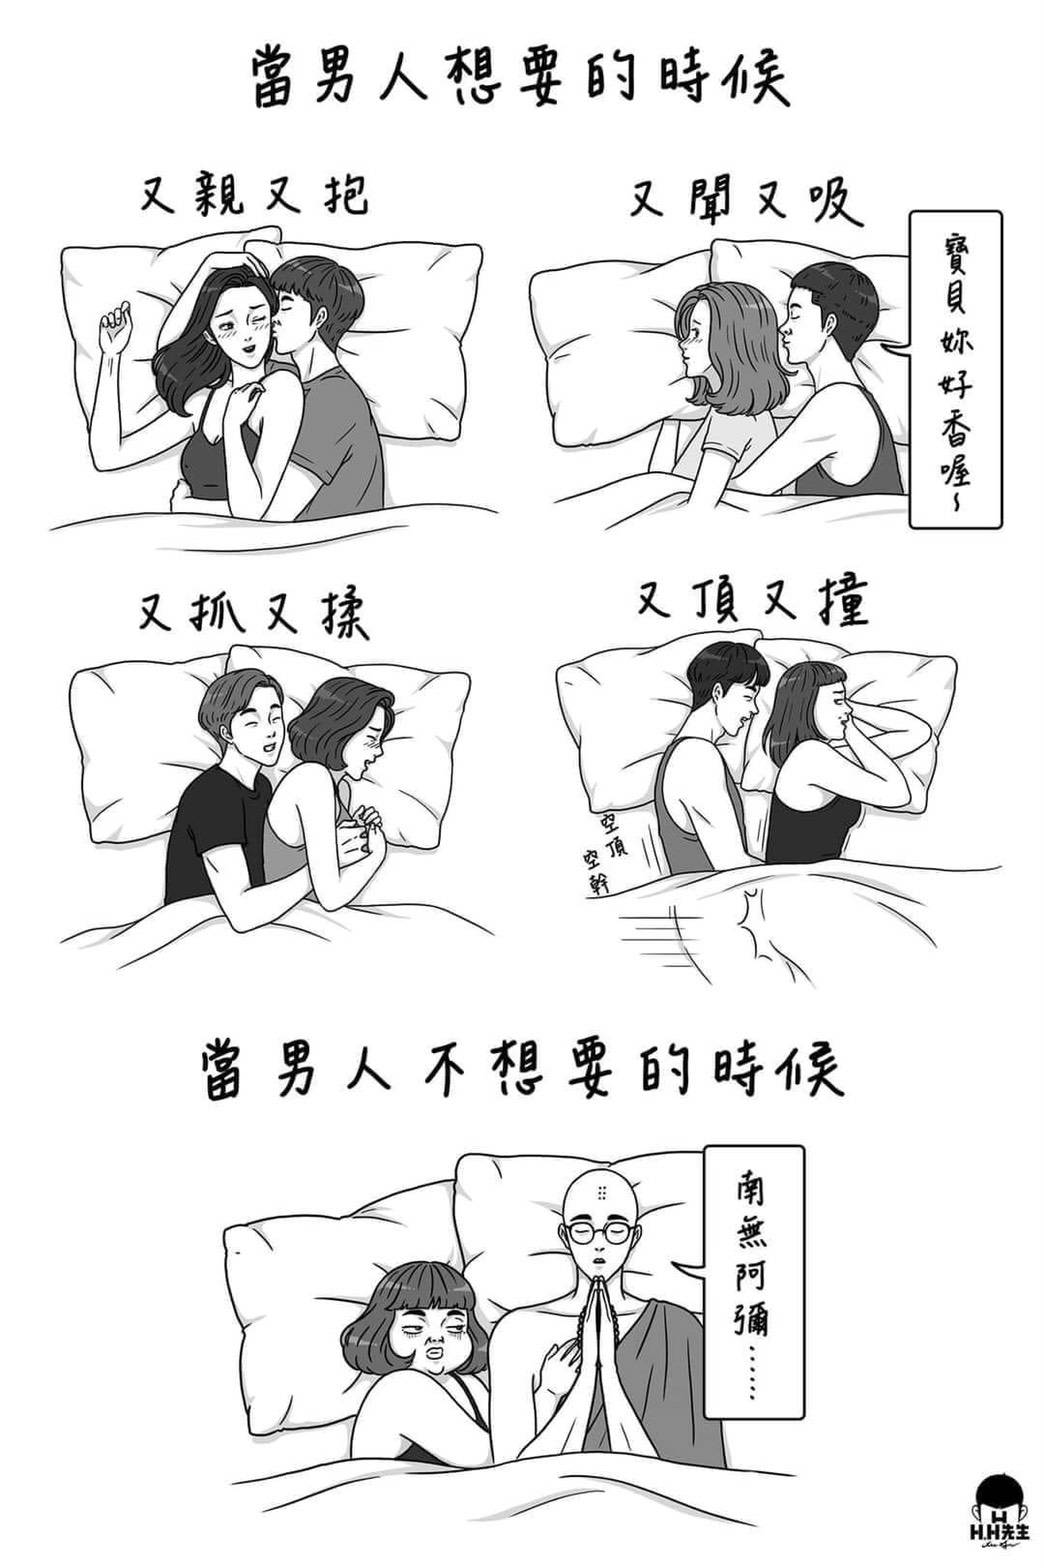 當男人想要的時候
又親又抱
又聞又吸
寶貝妳好香喔~
又抓又揉
又頂又撞
空頂
空幹
當男人不想要的時候
南無阿彌……
H
H.H先生